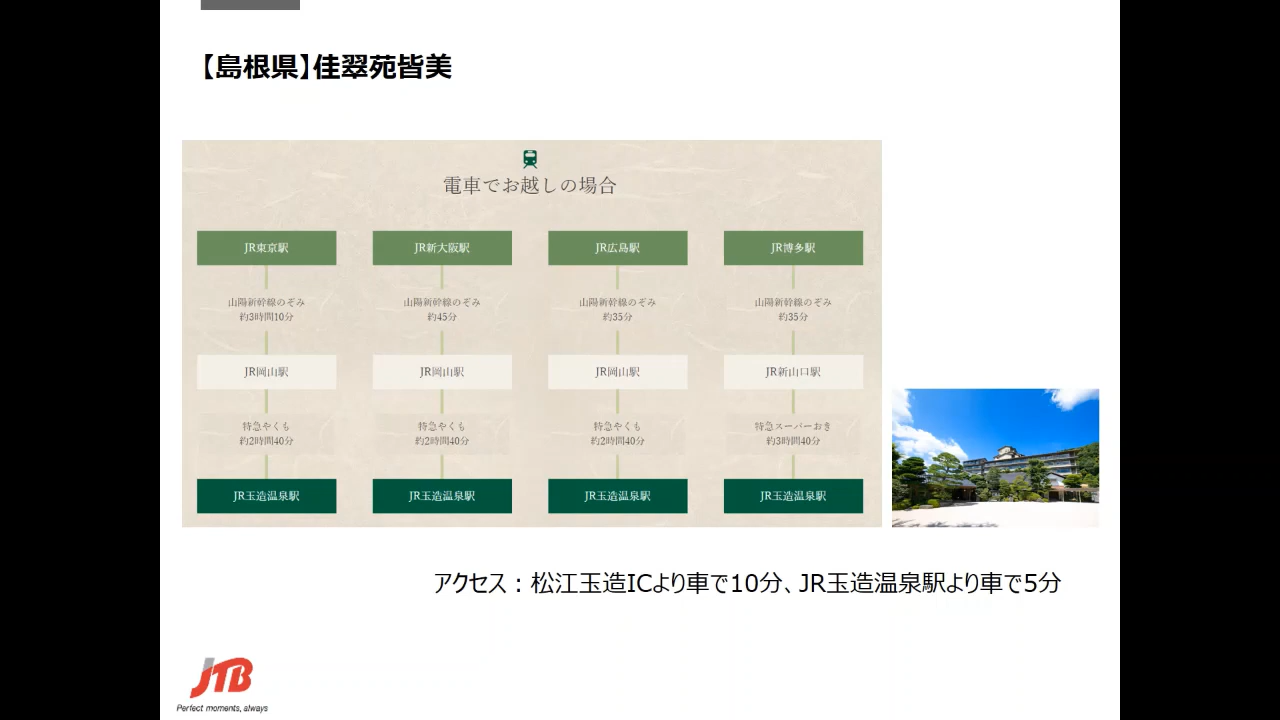 【島根県】佳翠苑皆美
電車でお越しの場合
JR東京駅
山陽新幹線のぞみ
約3時間10分
JR岡山駅
特急やくも
約2時間40分
JR玉造温泉駅
JR新大阪駅
山陽新幹線のぞみ
約45分
JR岡山駅
特急やくも
約2時間40分
JR玉造温泉駅
JR広島駅
山陽新幹線のぞみ
約35分
JR岡山駅
特急やくも
約2時間40分
JR玉造温泉駅
JR博多駅
山陽新幹線のぞみ
約35分
JR新山口駅
特急スーパーおき
約3時間40分
JR玉造温泉駅
アクセス：松江玉造ICより車で10分、JR玉造温泉駅より車で5分
JTB
Perfect moments, always